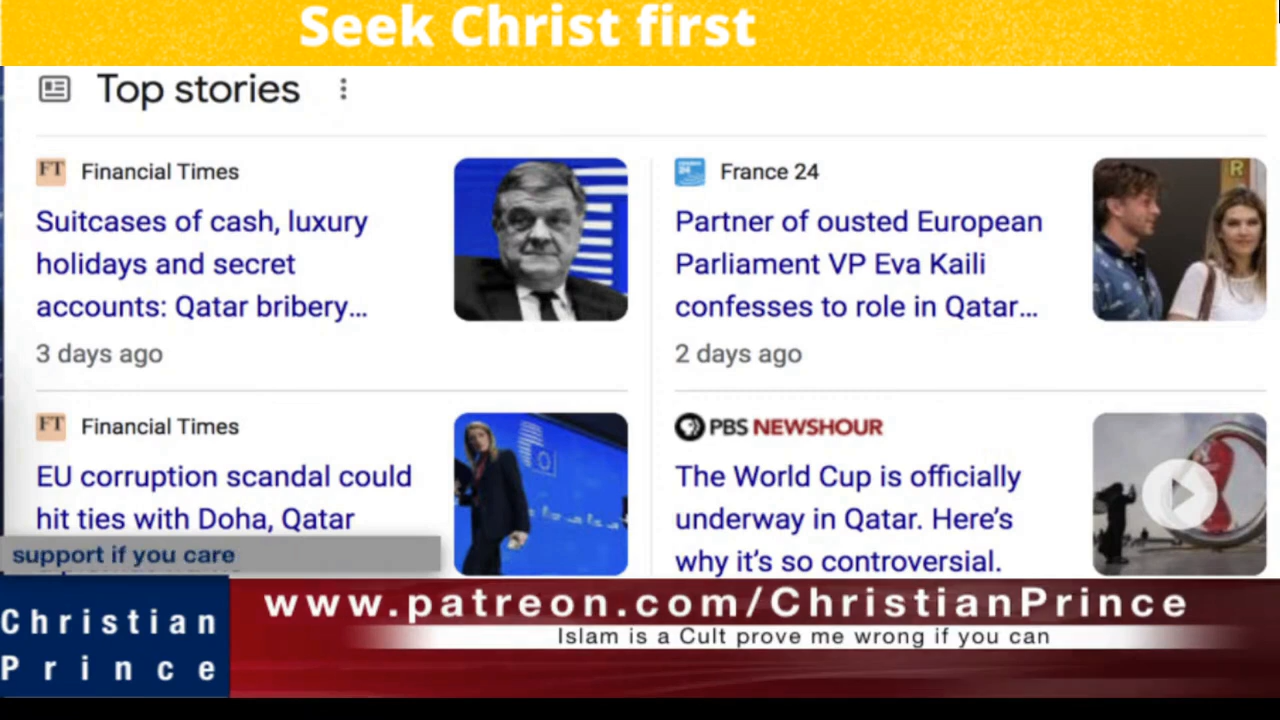 Seek Christ first
Top stories
FT Financial Times
Suitcases of cash, luxury
holidays and secret
accounts: Qatar bribery...
3 days ago
France 24
Partner of ousted European
Parliament VP Eva Kaili
confesses to role in Qatar...
2 days ago
R
FT Financial Times
EU corruption scandal could
hit ties with Doha, Qatar
PBS NEWSHOUR
The World Cup is officially
underway in Qatar. Here's
why it's so controversial.
support if you care
Christian
Prince
www.patreon.com/ChristianPrince
Islam is a Cult prove me wrong if you can